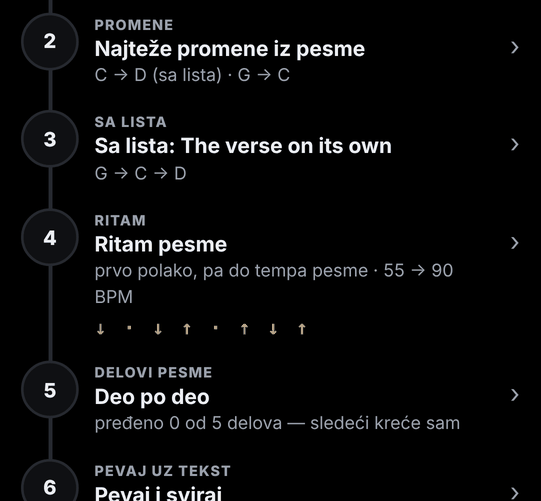 2
PROMENE
Najteže promene iz pesme
C → D (sa lista) · G → C
3
SA LISTA
Sa lista: The verse on its own
G → C → D
4
RITAM
Ritam pesme
prvo polako, pa do tempa pesme · 55 → 90
BPM
↓ · ↓ ↑ · ↑ ↓ ↑
5
DELOVI PESME
Deo po deo
pređeno 0 od 5 delova — sledeći kreće sam
6
PEVAJ UZ TEKST
Pevaj i sviraj